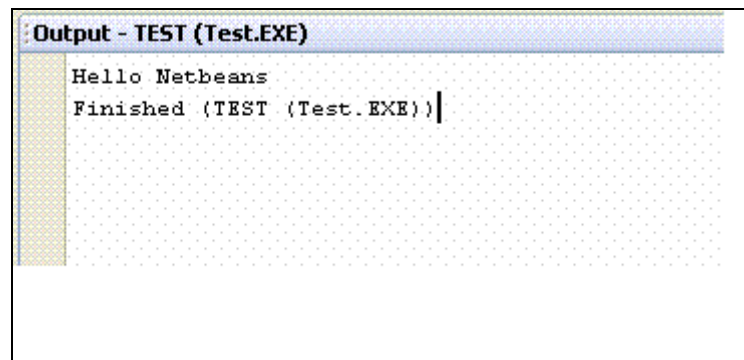 Output - TEST (Test.EXE)
Hello Netbeans
Finished (TEST (Test.EXE))